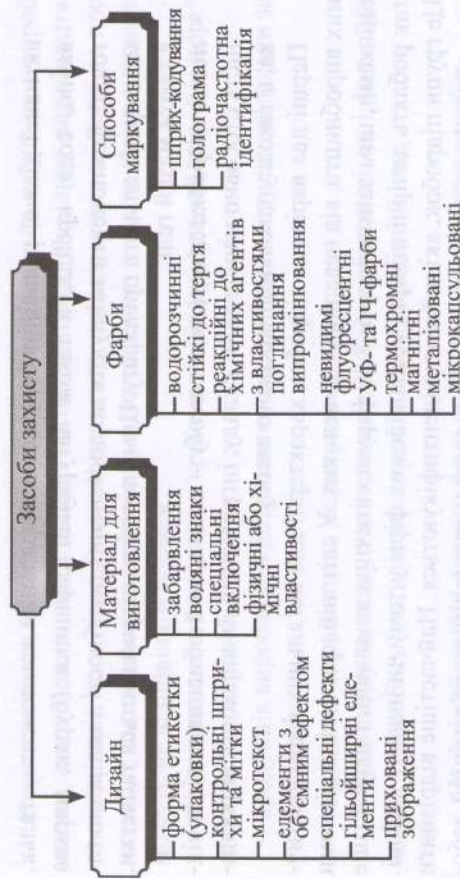 Засоби захисту
Дизайн
форма етикетки
(упаковки)
контрольні штри-
хи та мітки
мікротекст
елементи з
об'ємним ефектом
спеціальні дефекти
гільйоширні еле-
менти
приховані
зображення
Матеріал для
виготовлення
забарвлення
водяні знаки
спеціальні
включення
фізичні або хі-
мічні
властивості
Фарби
водорозчинні
стійкі до тертя
реакційні до
хімічних агентів
з властивостями
поглинання
випромінювання
невидимі
флуоресцентні
УФ- та ІЧ-фарби
термохромні
магнітні
металізовані
мікрокапсульовані
Способи
маркування
штрих-кодування
голограма
радіочастотна
ідентифікація